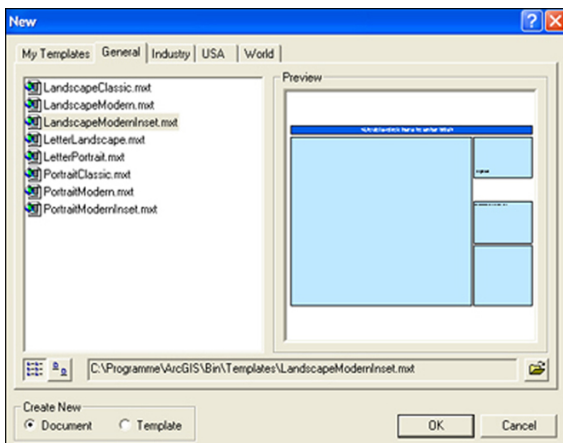 New
My Templates General Industry USA World
LandscapeClassic.mxt
LandscapeModern.mxt
LandscapeModernInset.mxt
LetterLandscape.mxt
LetterPortrait.mxt
PortraitClassic.mxt
PortraitModern.mxt
PortraitModernInset.mxt
Preview
C:\Programme\ArcGIS\Bin\Templates\LandscapeModernInset.mxt
Create New
Document Template
OK Cancel